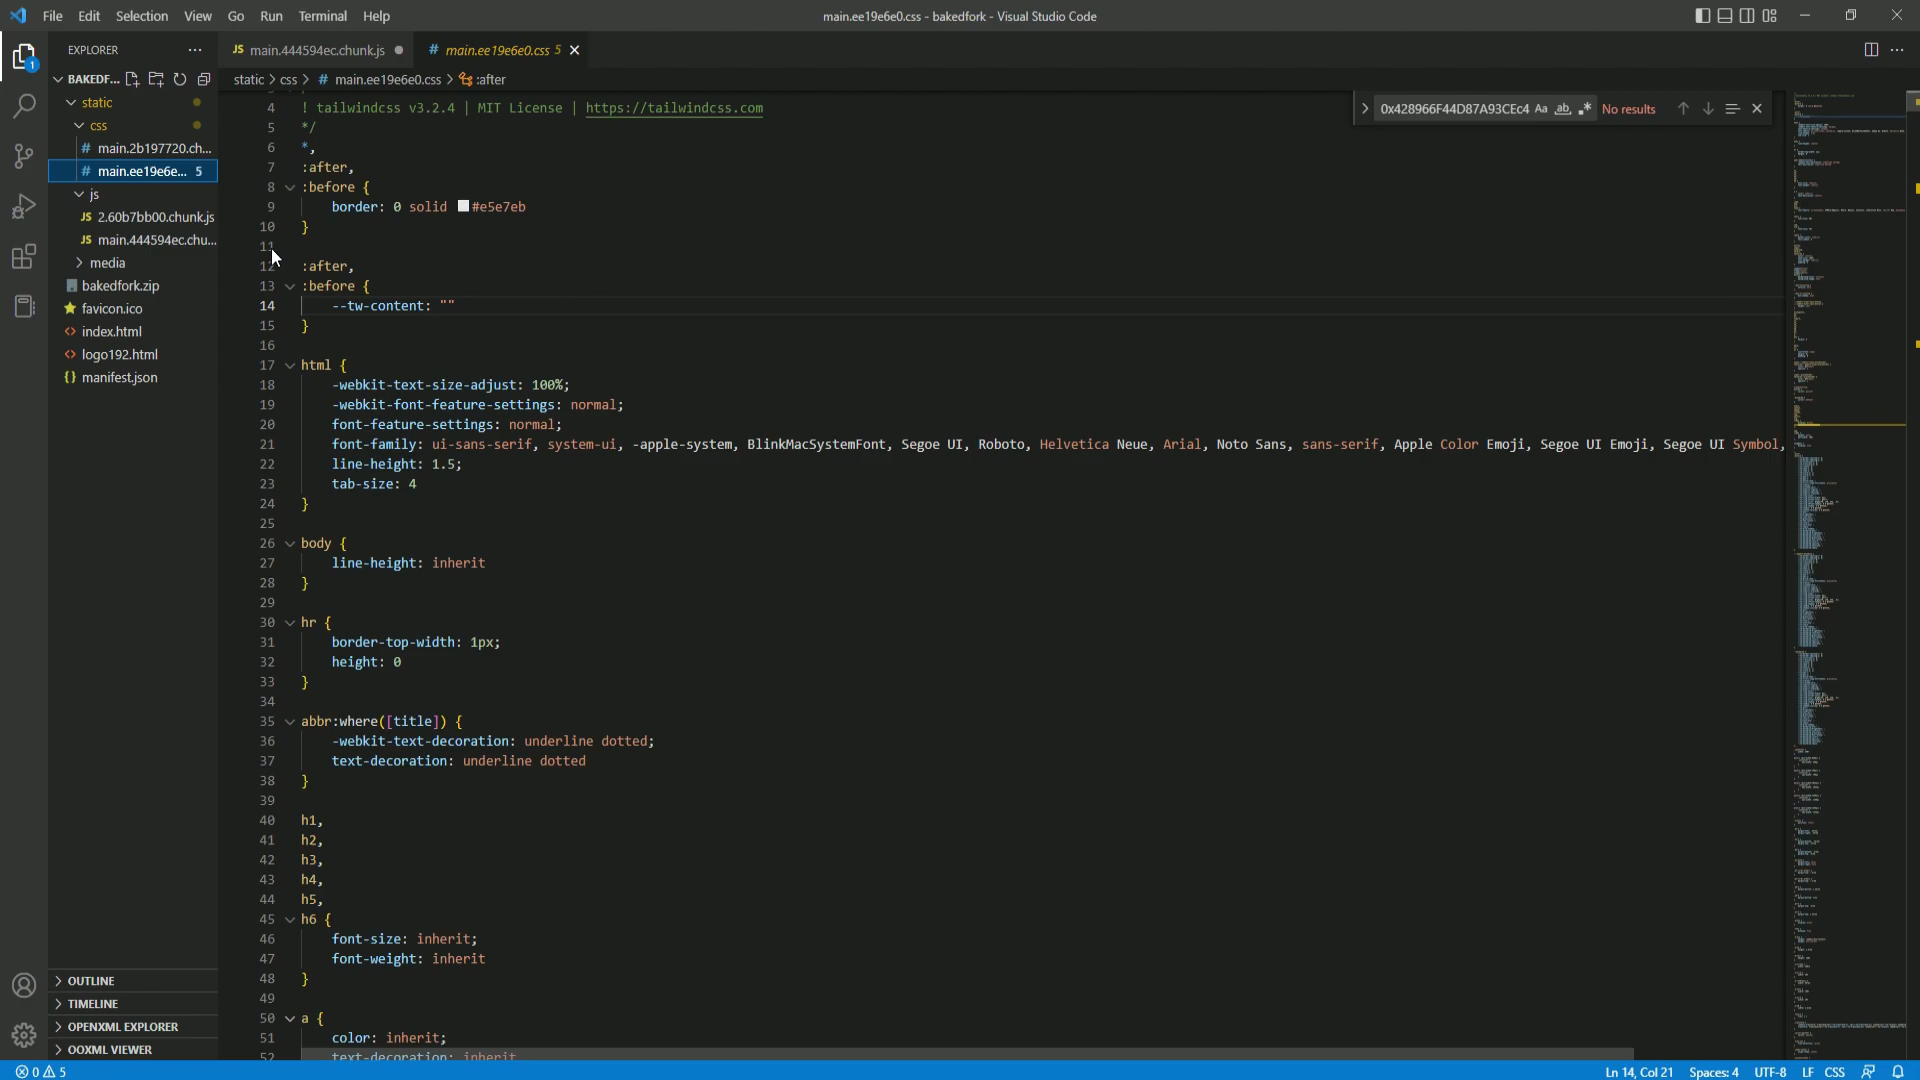 File Edit Selection View Go Run Terminal Help
main.ee19e6e0.css - bakedfork - Visual Studio Code
EXPLORER
JS main.444594ec.chunk.js
# main.ee19e6e0.css 5
BAKEDF...
static > css > # main.ee19e6e0.css > :after
static
css
# main.2b197720.ch...
# main.ee19e6e... 5
js
JS 2.60b7bb00.chunk.js
JS main.444594ec.chu...
media
bakedfork.zip
favicon.ico
<> index.html
<> logo192.html
{} manifest.json
OUTLINE
TIMELINE
OPENXML EXPLORER
OOXML VIEWER
0x428966F44D87A93CEc4 Aa ab .* No results
4 ! tailwindcss v3.2.4 | MIT License | https://tailwindcss.com
5 */
6 *,
7 :after,
8 :before {
9 border: 0 solid #e5e7eb
10 }
11
12 :after,
13 :before {
14 --tw-content: ""
15 }
16
17 html {
18 -webkit-text-size-adjust: 100%;
19 -webkit-font-feature-settings: normal;
20 font-feature-settings: normal;
21 font-family: ui-sans-serif, system-ui, -apple-system, BlinkMacSystemFont, Segoe UI, Roboto, Helvetica Neue, Arial, Noto Sans, sans-serif, Apple Color Emoji, Segoe UI Emoji, Segoe UI Symbol,
22 line-height: 1.5;
23 tab-size: 4
24 }
25
26 body {
27 line-height: inherit
28 }
29
30 hr {
31 border-top-width: 1px;
32 height: 0
33 }
34
35 abbr:where([title]) {
36 -webkit-text-decoration: underline dotted;
37 text-decoration: underline dotted
38 }
39
40 h1,
41 h2,
42 h3,
43 h4,
44 h5,
45 h6 {
46 font-size: inherit;
47 font-weight: inherit
48 }
49
50 a {
51 color: inherit;
52 text-decoration: inherit
0 5
Ln 14, Col 21 Spaces: 4 UTF-8 LF CSS